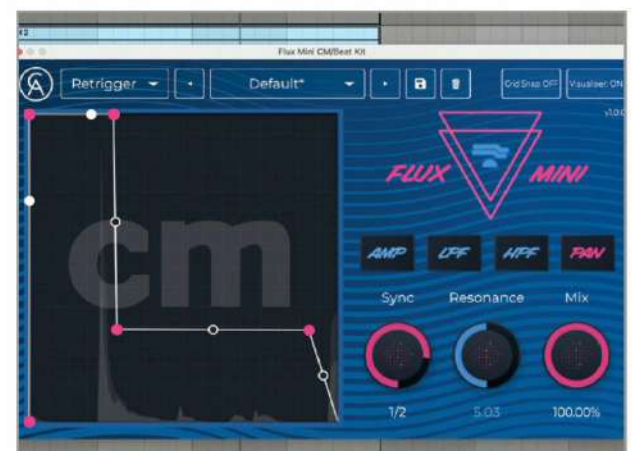 Flux Mini CM/Beat Kit
Retrigger
Default*
Grid Snap: OFF
Visualiser: ON
cm
FLUX MINI
AMP LPF HPF PAN
Sync Resonance Mix
1/2 5.03 100.00%